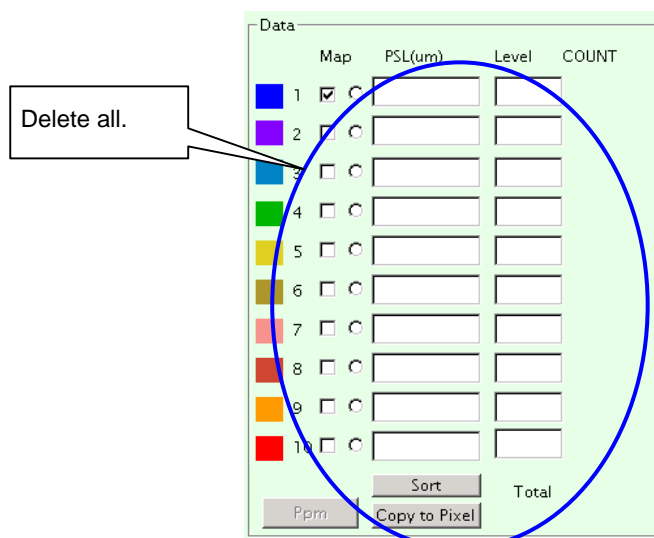 Data
Map PSL(um) Level COUNT
Delete all.
1
2
3
4
5
6
7
8
9
10
Sort
Total
Ppm
Copy to Pixel